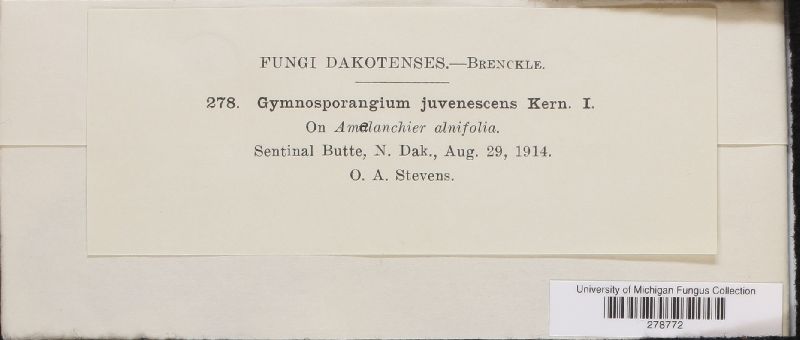 FUNGI DAKOTENSES.—BRENCKLE.
278. Gymnosporangium juvenescens Kern. I.
On Amelanchier alnifolia.
Sentinal Butte, N. Dak., Aug. 29, 1914.
O. A. Stevens.
University of Michigan Fungus Collection
278772